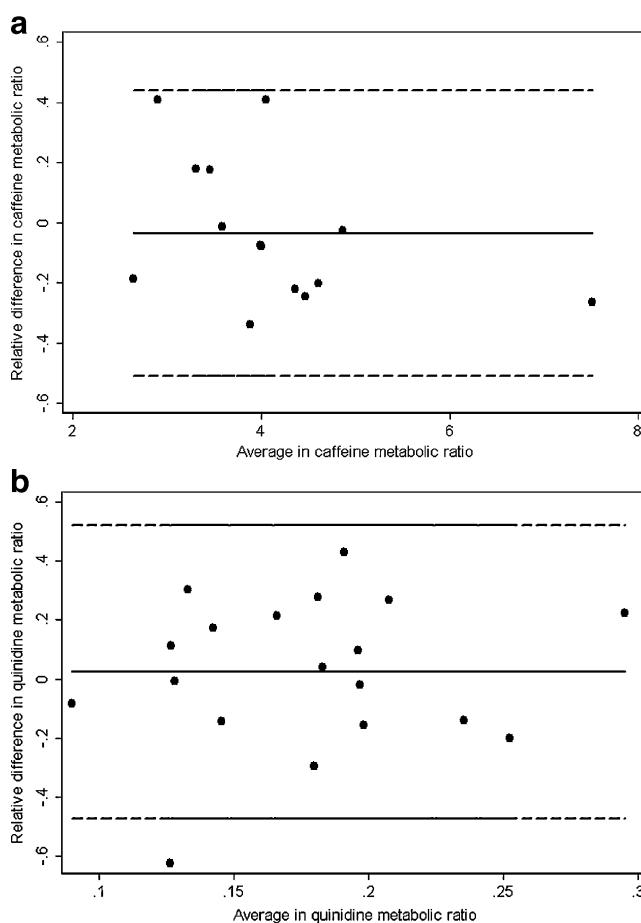 a
.6
.4
.2
0
-.2
-.4
-.6
Relative difference in caffeine metabolic ratio
2 4 6 8
Average in caffeine metabolic ratio
b
.6
.4
.2
0
-.2
-.4
-.6
Relative difference in quinidine metabolic ratio
.1 .15 .2 .25 .3
Average in quinidine metabolic ratio